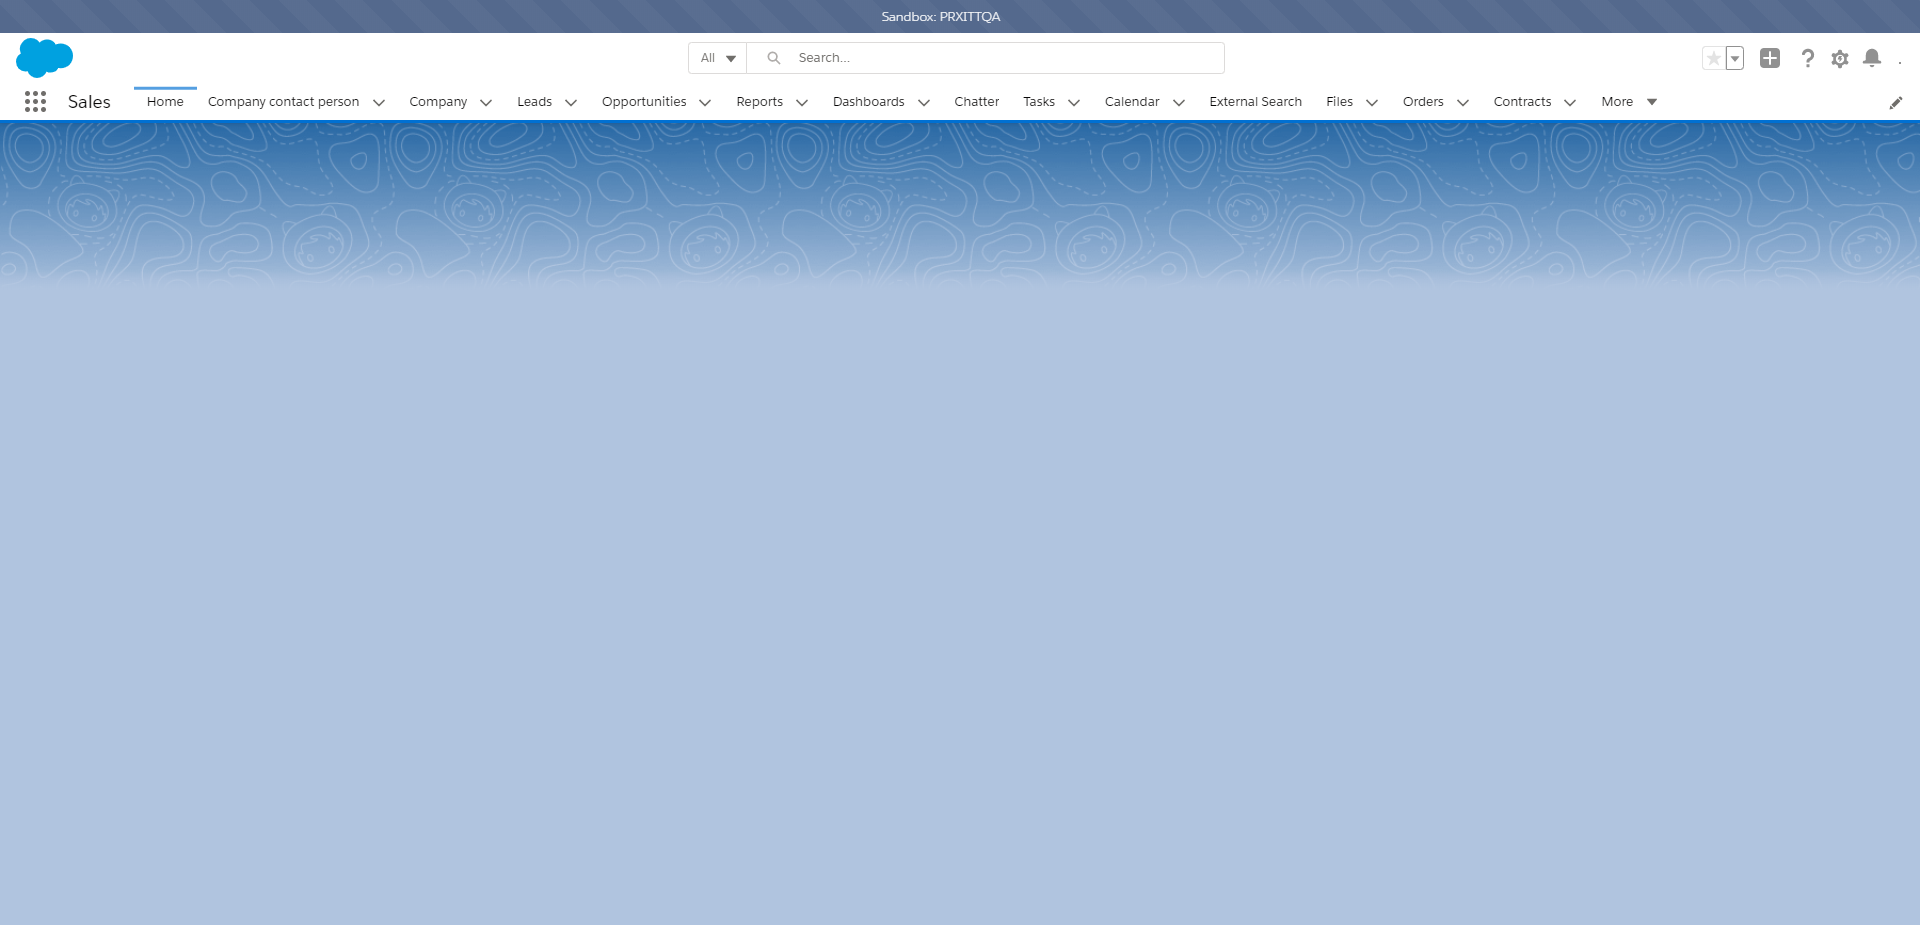 Sandbox: PRXITTQA
All
Search...
Sales
Home
Company contact person
Company
Leads
Opportunities
Reports
Dashboards
Chatter
Tasks
Calendar
External Search
Files
Orders
Contracts
More